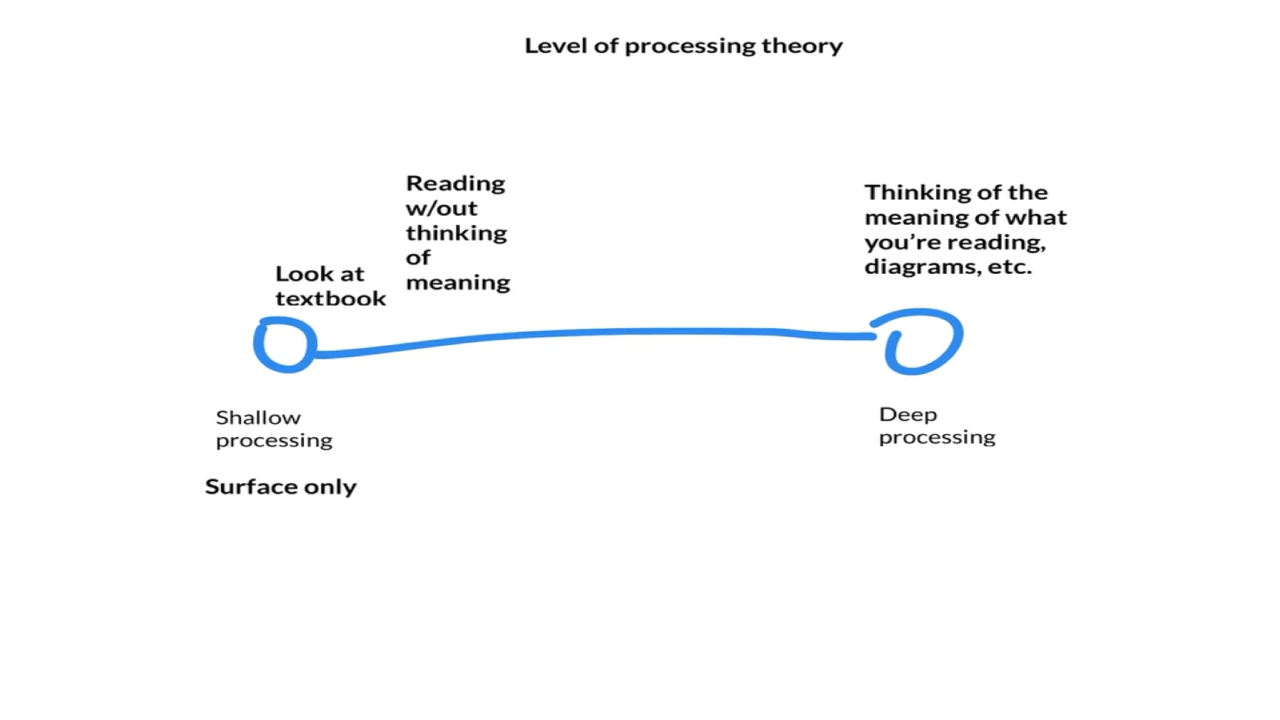 Level of processing theory
Reading
w/out
thinking
of
meaning
Thinking of the
meaning of what
you’re reading,
diagrams, etc.
Look at
textbook
Shallow
processing
Deep
processing
Surface only